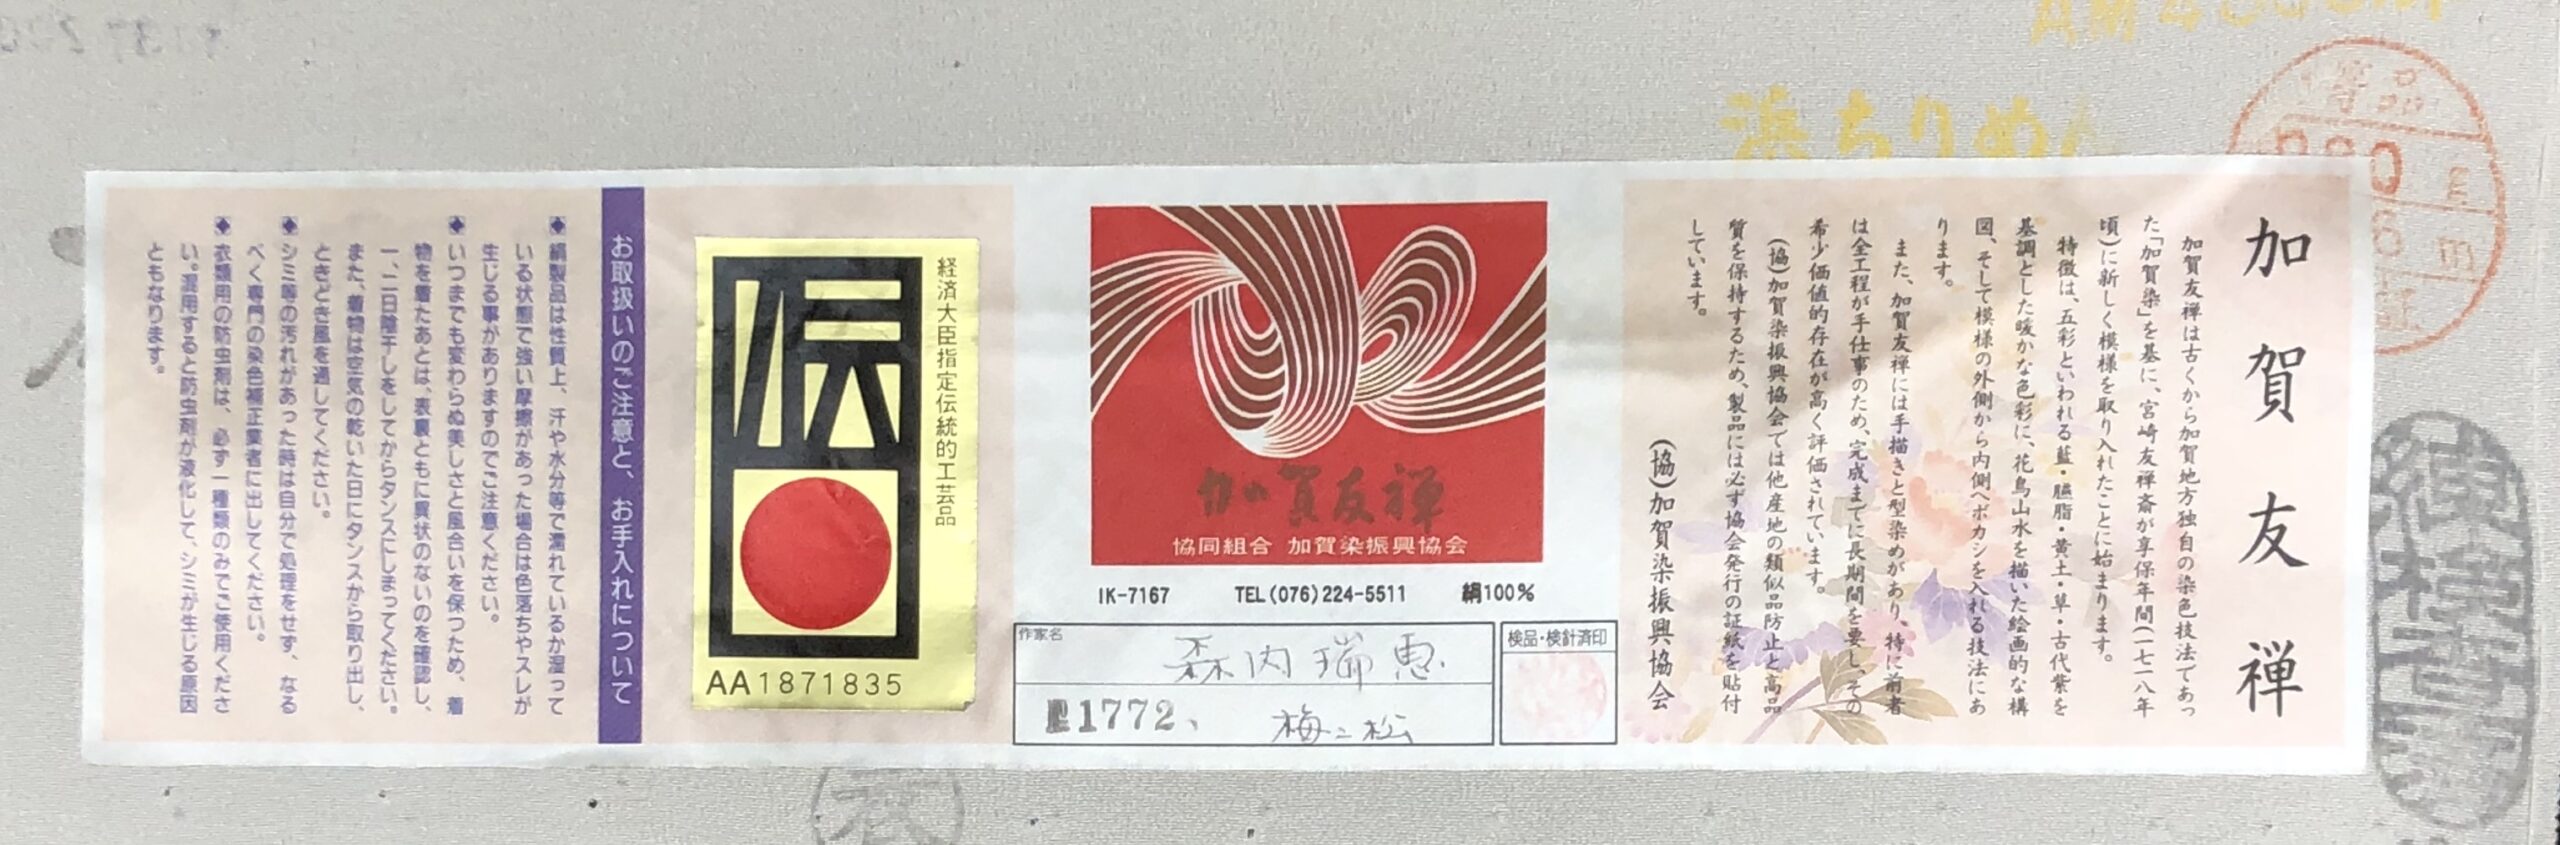 浜ちりめん
加賀友禅
加賀友禅は古くから加賀地方独自の染色技法であっ
た「加賀染」を基に、宮崎友禅斎が享保年間(一七一八年
頃)に新しく模様を取り入れたことに始まります。
特徴は、五彩といわれる藍・臙脂・黄土・草・古代紫を
基調とした暖かな色彩に、花鳥山水を描いた絵画的な構
図、そして模様の外側から内側へボカシを入れる技法にあ
ります。
また、加賀友禅には手描きと型染めがあり、特に前者
は全工程が手仕事のため、完成までに長期間を要し、その
希少価値的存在が高く評価されています。
(協)加賀染振興協会では他産地の類似品防止と高品
質を保持するため、製品には必ず協会発行の証紙を貼付
しています。
(協)加賀染振興協会
加賀友禅
協同組合 加賀染振興協会
IK-7167 TEL(076)224-5511 絹100%
作家名
森内瑞恵
1772、
梅二松
検品・検針済印
経済大臣指定伝統的工芸品
伝
AA1871835
お取扱いのご注意と、お手入れについて
◆絹製品は性質上、汗や水分等で濡れているか湿って
いる状態で強い摩擦があった場合は色落ちやスレが
生じる事がありますのでご注意ください。
◆いつまでも変わらぬ美しさと風合いを保つため、着
物を着たあとは、表裏ともに異状のないのを確認し、
一、二日陰干しをしてからタンスにしまってください。
また、着物は空気の乾いた日にタンスから取り出し、
ときどき風を通してください。
◆シミ等の汚れがあった時は自分で処理をせず、なる
べく専門の染色補正業者に出してください。
◆衣類用の防虫剤は、必ず一種類のみでご使用くださ
い。混用すると防虫剤が液化して、シミが生じる原因
ともなります。